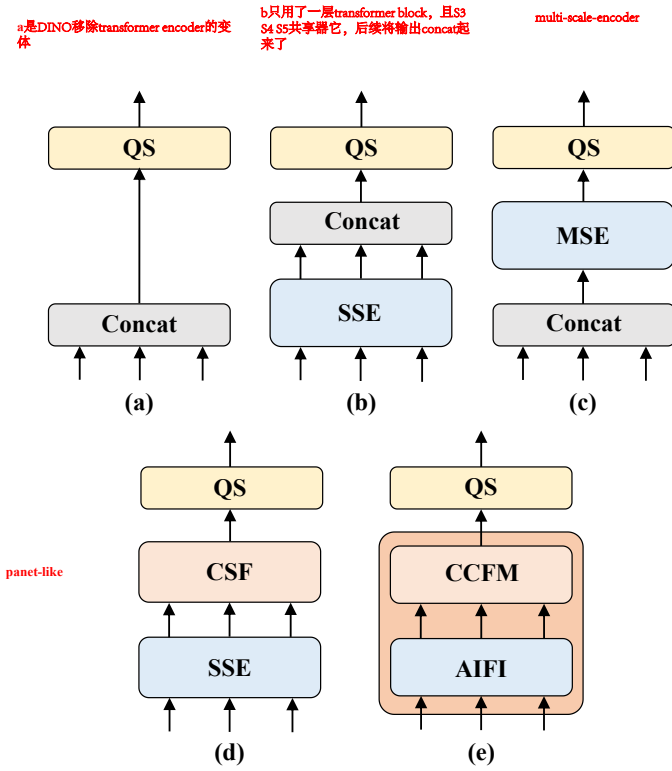 a是DINO移除transformer encoder的变
体
b只用了一层transformer block，且S3
S4 S5共享器它，后续将输出concat起
来了
multi-scale-encoder
QS
Concat
(a)
QS
Concat
SSE
(b)
QS
MSE
Concat
(c)
panet-like
QS
CSF
SSE
(d)
QS
CCFM
AIFI
(e)